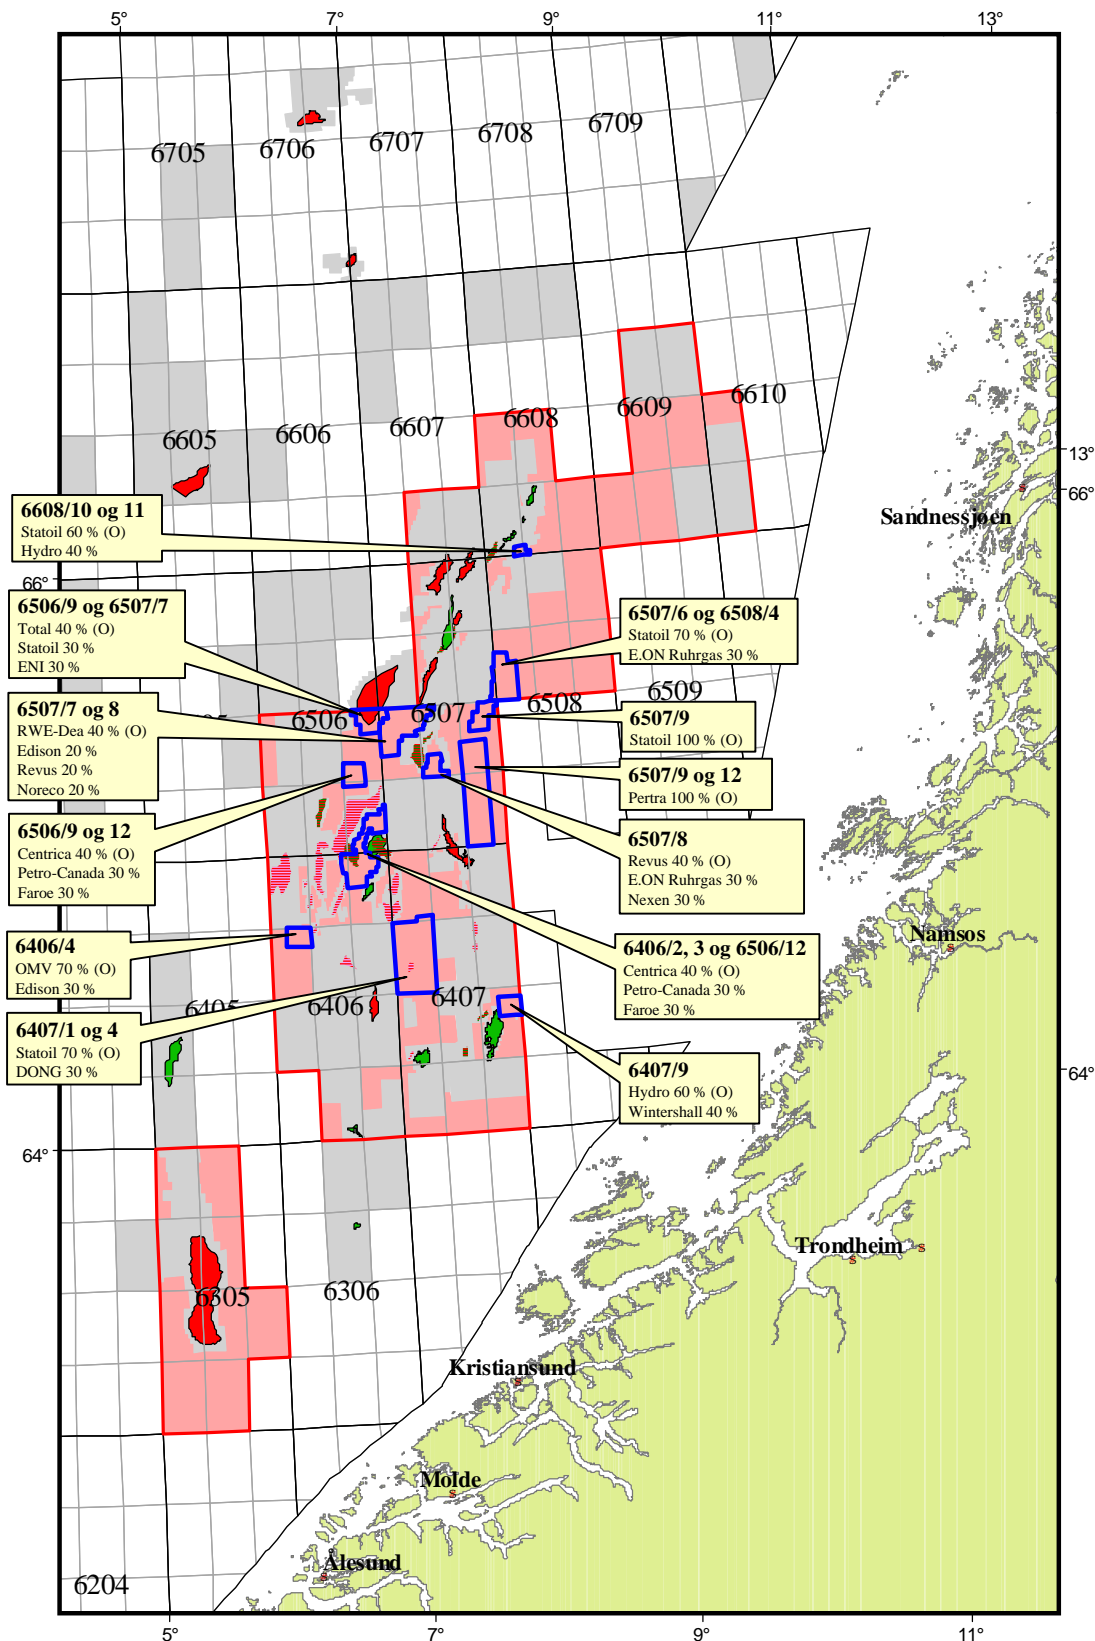 5°
7°
9°
11°
13°
6705
6706
6707
6708
6709
6605
6606
6607
6608
6609
6610
13°
66°
Sandnessjøen
6608/10 og 11
Statoil 60 % (O)
Hydro 40 %
66°
6506/9 og 6507/7
Total 40 % (O)
Statoil 30 %
ENI 30 %
6507/6 og 6508/4
Statoil 70 % (O)
E.ON Ruhrgas 30 %
6506
6507
6508
6509
6507/7 og 8
RWE-Dea 40 % (O)
Edison 20 %
Revus 20 %
Noreco 20 %
6507/9
Statoil 100 % (O)
6507/9 og 12
Pertra 100 % (O)
6506/9 og 12
Centrica 40 % (O)
Petro-Canada 30 %
Faroe 30 %
6507/8
Revus 40 % (O)
E.ON Ruhrgas 30 %
Nexen 30 %
6406/4
OMV 70 % (O)
Edison 30 %
6406/2, 3 og 6506/12
Centrica 40 % (O)
Petro-Canada 30 %
Faroe 30 %
Namsos
6405
6406
6407
6407/1 og 4
Statoil 70 % (O)
DONG 30 %
6407/9
Hydro 60 % (O)
Wintershall 40 %
64°
64°
Trondheim
6305
6306
Kristiansund
Molde
Ålesund
6204
5°
7°
9°
11°